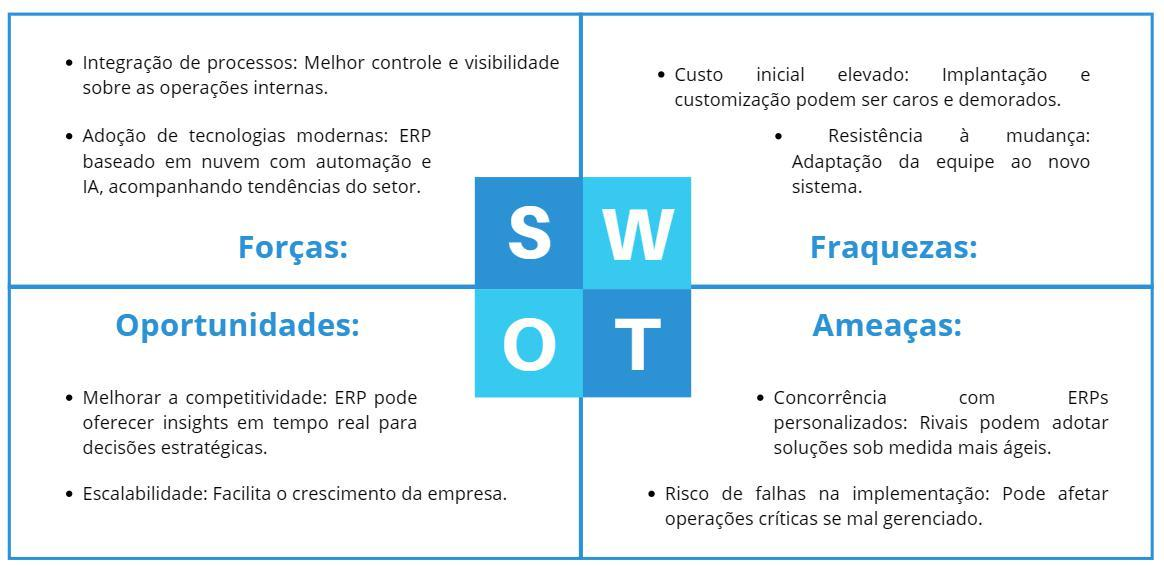 • Integração de processos: Melhor controle e visibilidade
sobre as operações internas.
• Adoção de tecnologias modernas: ERP
baseado em nuvem com automação e
IA, acompanhando tendências do setor.
Forças:
• Custo inicial elevado: Implantação e
customização podem ser caros e demorados.
• Resistência à mudança:
Adaptação da equipe ao novo
sistema.
Fraquezas:
S W
O T
Oportunidades:
• Melhorar a competitividade: ERP pode
oferecer insights em tempo real para
decisões estratégicas.
• Escalabilidade: Facilita o crescimento da empresa.
Ameaças:
• Concorrência com ERPs
personalizados: Rivais podem adotar
soluções sob medida mais ágeis.
• Risco de falhas na implementação: Pode afetar
operações críticas se mal gerenciado.